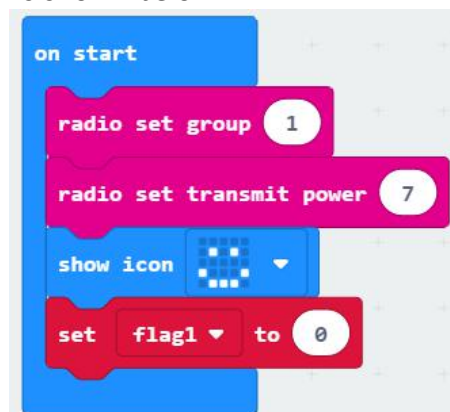 on start
radio set group 1
radio set transmit power 7
show icon
set flag1 to 0